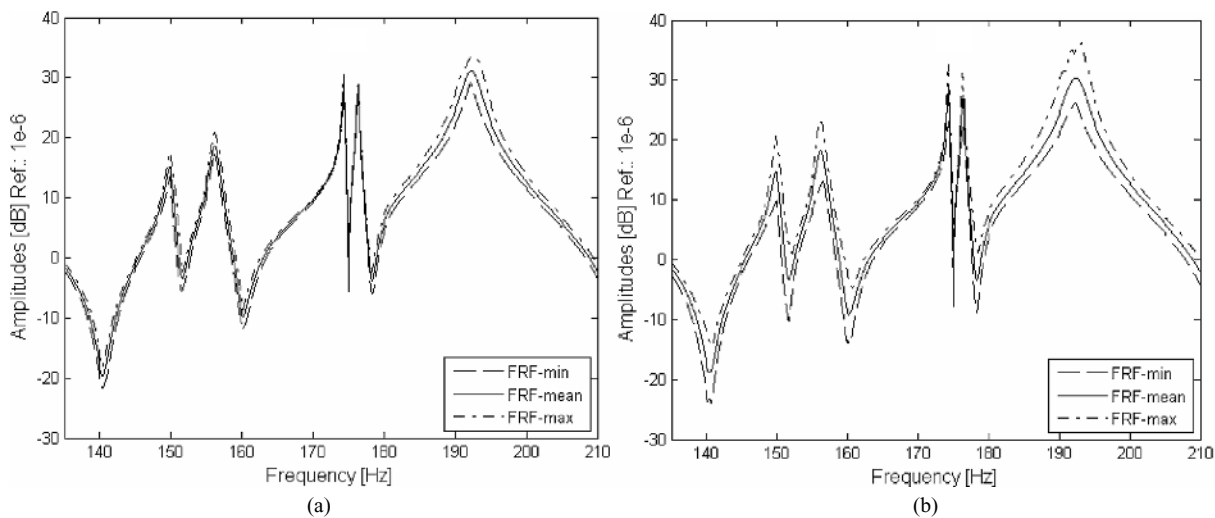 40
30
20
10
0
-10
-20
-30
Amplitudes [dB] Ref.: 1e-6
140 150 160 170 180 190 200 210
Frequency [Hz]
FRF-min
FRF-mean
FRF-max
(a)
40
30
20
10
0
-10
-20
-30
Amplitudes [dB] Ref.: 1e-6
140 150 160 170 180 190 200 210
Frequency [Hz]
FRF-min
FRF-mean
FRF-max
(b)